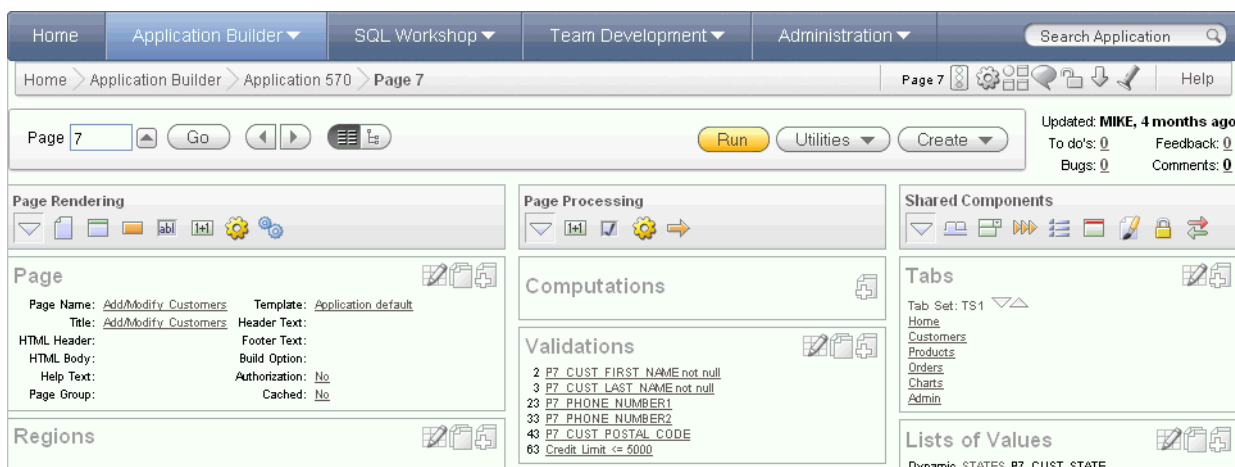 Home Application Builder SQL Workshop Team Development Administration Search Application
Home Application Builder Application 570 Page 7 Page 7 Help
Page 7 Go Run Utilities Create
Updated: MIKE, 4 months ago
To do's: 0 Feedback: 0
Bugs: 0 Comments: 0
Page Rendering
Page Processing
Shared Components
Page
Page Name: Add/Modify Customers Template: Application default
Title: Add/Modify Customers Header Text:
HTML Header: Footer Text:
HTML Body: Build Option:
Help Text: Authorization: No
Page Group: Cached: No
Regions
Computations
Validations
2 P7_CUST_FIRST_NAME not null
3 P7_CUST_LAST_NAME not null
23 P7_PHONE_NUMBER1
33 P7_PHONE_NUMBER2
43 P7_CUST_POSTAL_CODE
63 Credit Limit <= 5000
Tabs
Tab Set: TS1
Home
Customers
Products
Orders
Charts
Admin
Lists of Values
Dynamic STATES P7_CUST_STATE